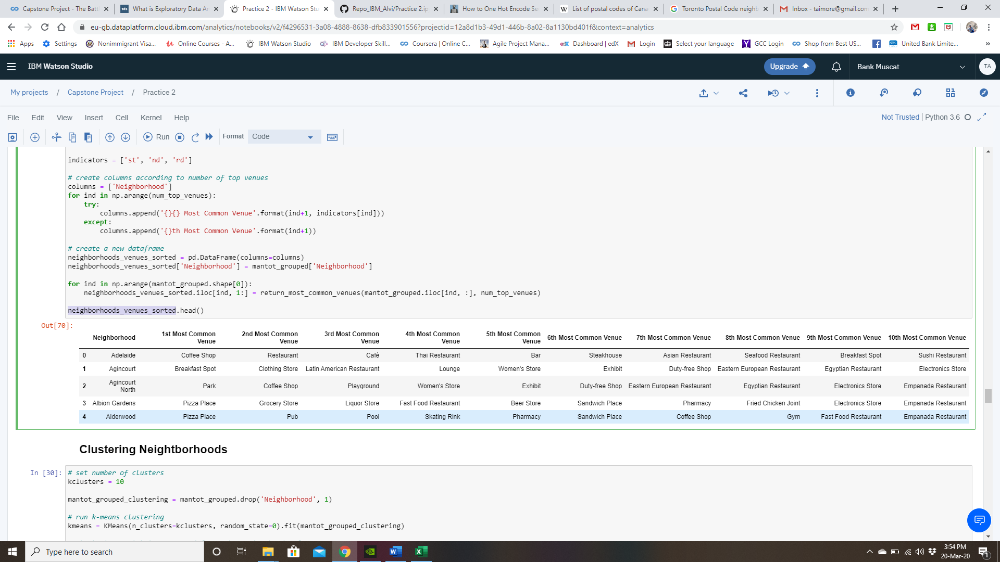 Capstone Project - The Batt
What is Exploratory Data An
Practice 2 - IBM Watson Stu
Repo_IBM_Alvi/Practice 2.ip
How to One Hot Encode Se
List of postal codes of Cana
Toronto Postal Code neighb
Inbox - taimore@gmail.com
eu-gb.dataplatform.cloud.ibm.com/analytics/notebooks/v2/f4296531-3a08-4888-8638-dfb833901556?projectid=12a8d1b3-49d1-446b-8a02-8a1130bd401f&context=analytics
Apps Settings Nonimmigrant Visa... Online Courses - A... IBM Watson Studio IBM Developer Skill... Coursera | Online C... Agile Project Mana... edX Dashboard | edX Login Select your language GCC Login Shop from Best US... United Bank Limite... »
IBM Watson Studio Upgrade Bank Muscat TA
My projects / Capstone Project / Practice 2
File Edit View Insert Cell Kernel Help Not Trusted | Python 3.6
Run Format Code
indicators = ['st', 'nd', 'rd']
# create columns according to number of top venues
columns = ['Neighborhood']
for ind in np.arange(num_top_venues):
try:
columns.append('{}{} Most Common Venue'.format(ind+1, indicators[ind]))
except:
columns.append('{}th Most Common Venue'.format(ind+1))
# create a new dataframe
neighborhoods_venues_sorted = pd.DataFrame(columns=columns)
neighborhoods_venues_sorted['Neighborhood'] = mantot_grouped['Neighborhood']
for ind in np.arange(mantot_grouped.shape[0]):
neighborhoods_venues_sorted.iloc[ind, 1:] = return_most_common_venues(mantot_grouped.iloc[ind, :], num_top_venues)
neighborhoods_venues_sorted.head()
Out[70]:
Neighborhood 1st Most Common Venue 2nd Most Common Venue 3rd Most Common Venue 4th Most Common Venue 5th Most Common Venue 6th Most Common Venue 7th Most Common Venue 8th Most Common Venue 9th Most Common Venue 10th Most Common Venue
0 Adelaide Coffee Shop Restaurant Café Thai Restaurant Bar Steakhouse Asian Restaurant Seafood Restaurant Breakfast Spot Sushi Restaurant
1 Agincourt Breakfast Spot Clothing Store Latin American Restaurant Lounge Women's Store Exhibit Duty-free Shop Eastern European Restaurant Egyptian Restaurant Electronics Store
2 Agincourt North Park Coffee Shop Playground Women's Store Exhibit Duty-free Shop Eastern European Restaurant Egyptian Restaurant Electronics Store Empanada Restaurant
3 Albion Gardens Pizza Place Grocery Store Liquor Store Fast Food Restaurant Beer Store Sandwich Place Pharmacy Fried Chicken Joint Electronics Store Empanada Restaurant
4 Alderwood Pizza Place Pub Pool Skating Rink Pharmacy Sandwich Place Coffee Shop Gym Fast Food Restaurant Empanada Restaurant
Clustering Neightborhoods
In [30]: # set number of clusters
kclusters = 10
mantot_grouped_clustering = mantot_grouped.drop('Neighborhood', 1)
# run k-means clustering
kmeans = KMeans(n_clusters=kclusters, random_state=0).fit(mantot_grouped_clustering)
Type here to search
3:54 PM
20-Mar-20
1